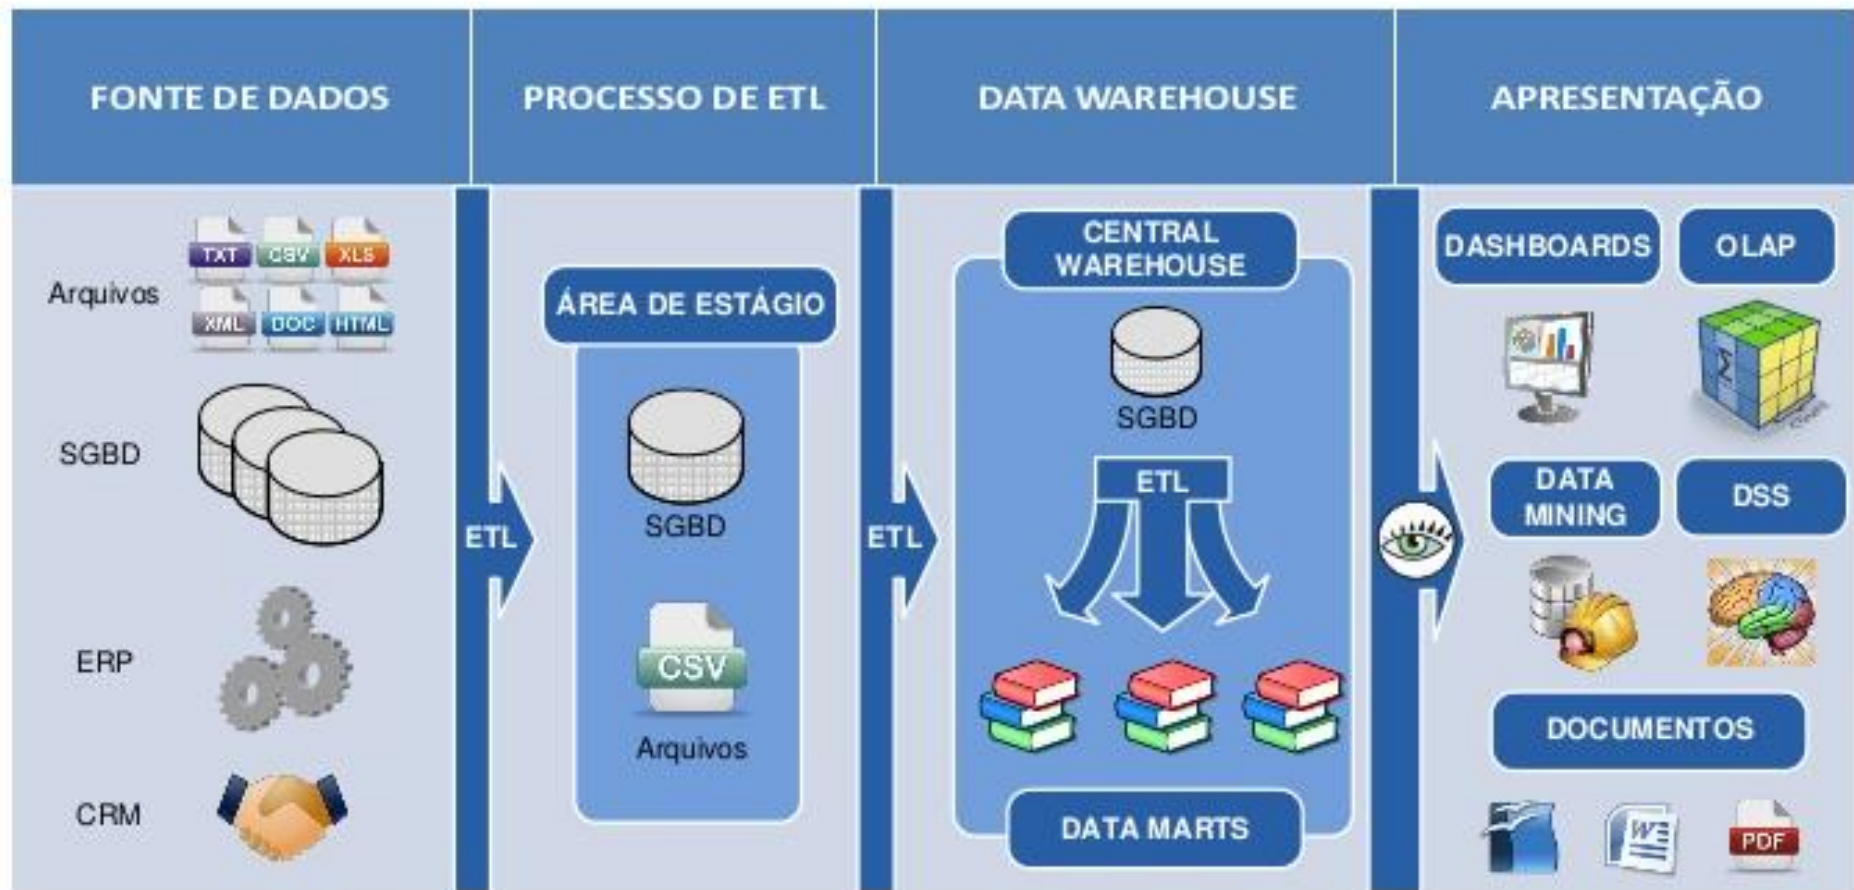 FONTE DE DADOS
PROCESSO DE ETL
DATA WAREHOUSE
APRESENTAÇÃO
Arquivos
TXT
CSV
XLS
XML
DOC
HTML
SGBD
ERP
CRM
ETL
ÁREA DE ESTÁGIO
SGBD
CSV
Arquivos
ETL
CENTRAL
WAREHOUSE
SGBD
ETL
DATA MARTS
DASHBOARDS
OLAP
Σ
DATA
MINING
DSS
DOCUMENTOS
W
PDF